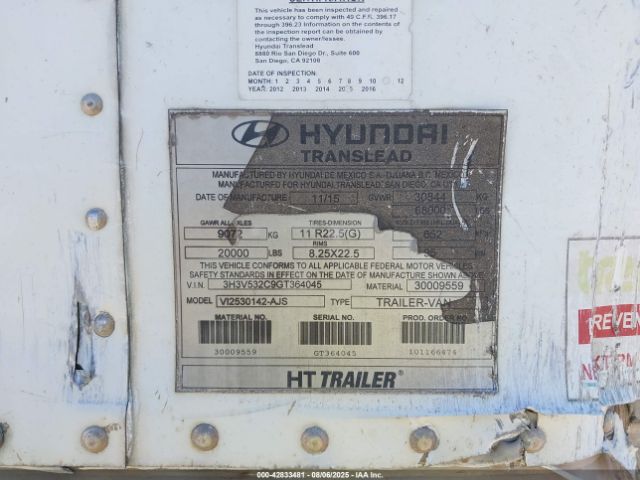 This vehicle has been inspected and repaired
as necessary to comply with 49 C.F.R. 396.17
through 396.23 Information on the contents of
the inspection report can be obtained by
contacting the owner/lessee.
Hyundai Translead
8880 Rio San Diego Dr., Suite 600
San Diego, CA 92108
DATE OF INSPECTION:
MONTH: 1 2 3 4 5 6 7 8 9 10 12
YEAR: 2012 2013 2014 2015 2016
HYUNDAI
TRANSLEAD
MANUFACTURED BY HYUNDAI DE MEXICO S.A. TIJUANA B.C. MEXICO
MANUFACTURED FOR HYUNDAI TRANSLEAD, SAN DIEGO, CA
DATE OF MANUFACTURE 11/15 GVWR 30844 KG
68000 LBS
GAWR ALL AXLES TIRES-DIMENSION
9072 KG 11 R22.5(G)
RIMS
20000 LBS 8.25X22.5
THIS VEHICLE CONFORMS TO ALL APPLICABLE FEDERAL MOTOR VEHICLE
SAFETY STANDARDS IN EFFECT ON THE DATE OF MANUFACTURE SHOWN ABOVE.
V.I.N. 3H3V532C9GT364045 MATERIAL 30009559
MODEL VI2530142-AJS TYPE TRAILER-VAN
MATERIAL NO. SERIAL NO. PROD. ORDER NO.
30009559 GT364045 101166474
HT TRAILER®
REVEN
000-42833481 - 08/06/2025 - IAAI.COM